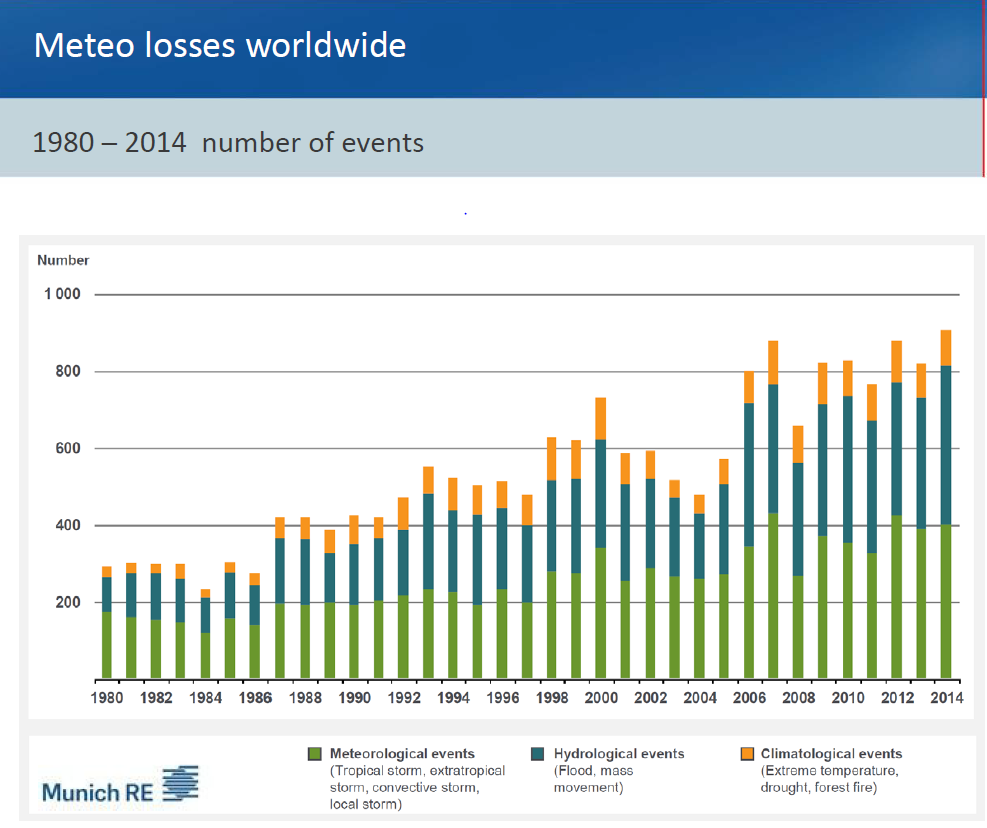 Meteo losses worldwide
1980 – 2014 number of events
.
Number
1 000
800
600
400
200
1980 1982 1984 1986 1988 1990 1992 1994 1996 1998 2000 2002 2004 2006 2008 2010 2012 2014
Munich RE
Meteorological events
(Tropical storm, extratropical
storm, convective storm,
local storm)
Hydrological events
(Flood, mass
movement)
Climatological events
(Extreme temperature,
drought, forest fire)